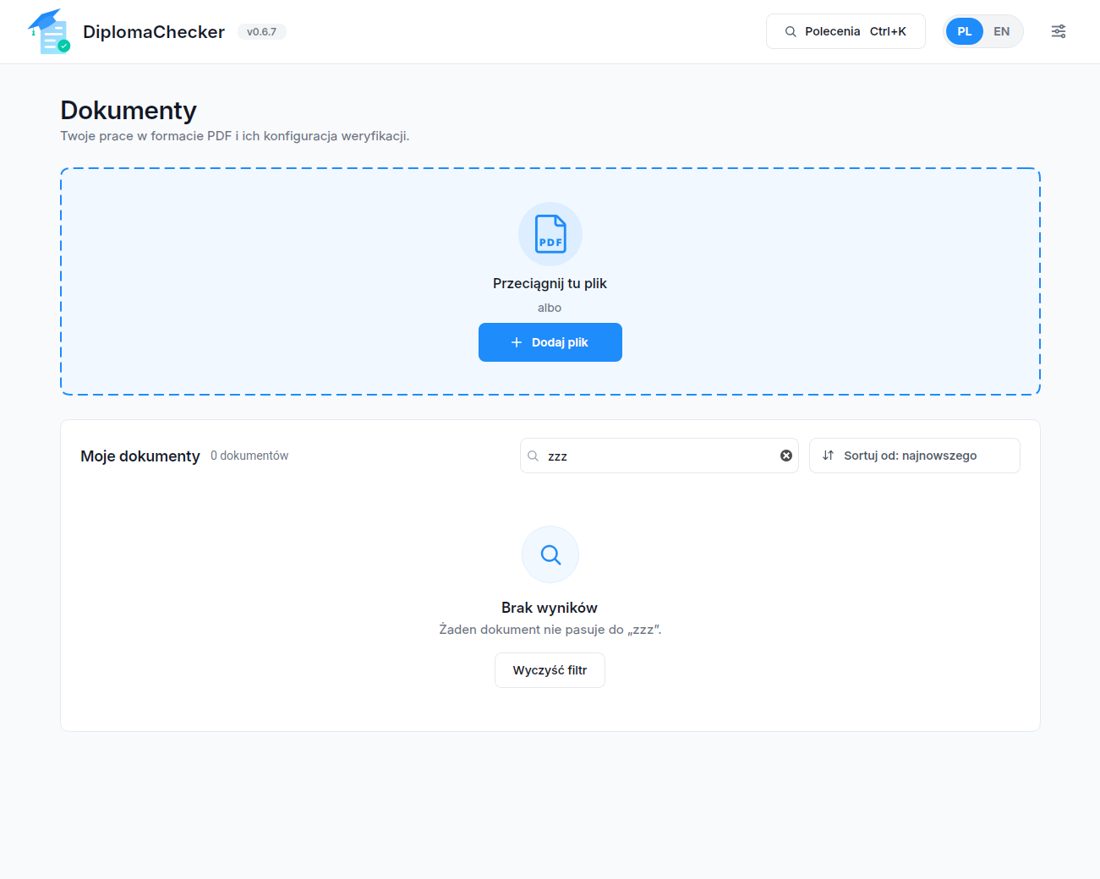 DiplomaChecker v0.6.7 Polecenia Ctrl+K PL EN
Dokumenty
Twoje prace w formacie PDF i ich konfiguracja weryfikacji.
PDF
Przeciągnij tu plik
albo
Dodaj plik
Moje dokumenty 0 dokumentów zzz Sortuj od: najnowszego
Brak wyników
Żaden dokument nie pasuje do „zzz”.
Wyczyść filtr